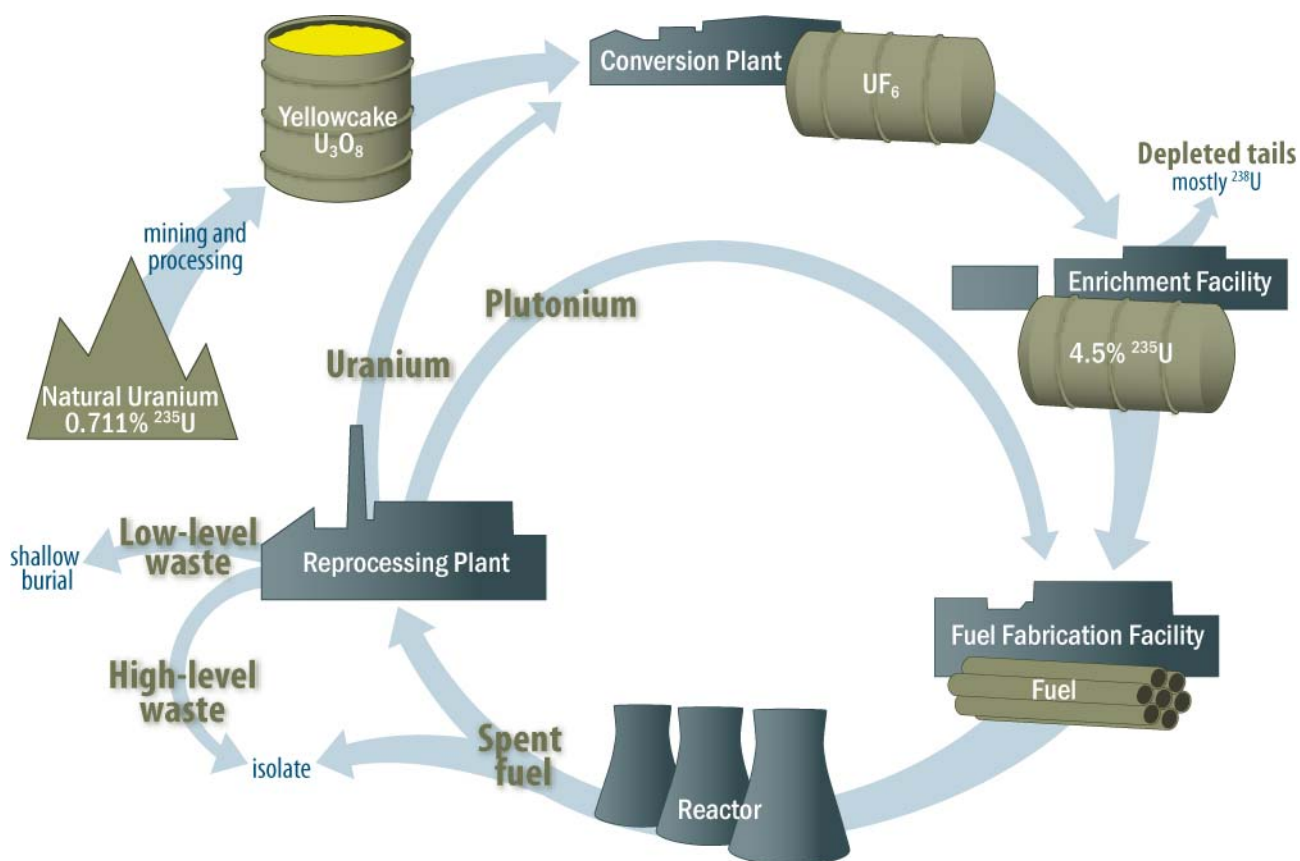 Conversion Plant
UF₆
Yellowcake
U₃O₈
Depleted tails
mostly ²³⁸U
mining and
processing
Enrichment Facility
4.5% ²³⁵U
Plutonium
Uranium
Natural Uranium
0.711% ²³⁵U
Low-level
waste
shallow
burial
Reprocessing Plant
Fuel Fabrication Facility
Fuel
High-level
waste
Spent
fuel
isolate
Reactor